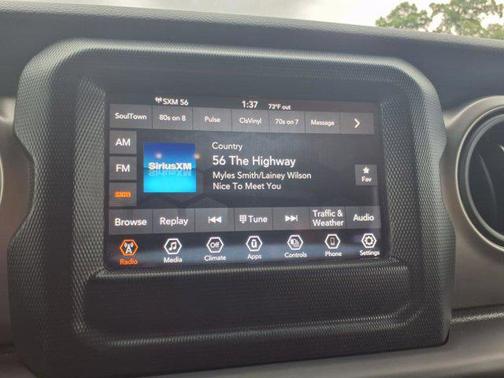 SXM 56 1:37 73°F out
SoulTown 80s on 8 Pulse ClsVinyl 70s on 7 Massage
AM
FM
SXM
SiriusXM
Country
56 The Highway
Myles Smith/Lainey Wilson
Nice To Meet You
Fav
Browse Replay Tune Traffic & Weather Audio
Off
Radio Media Climate Apps Controls Phone Settings